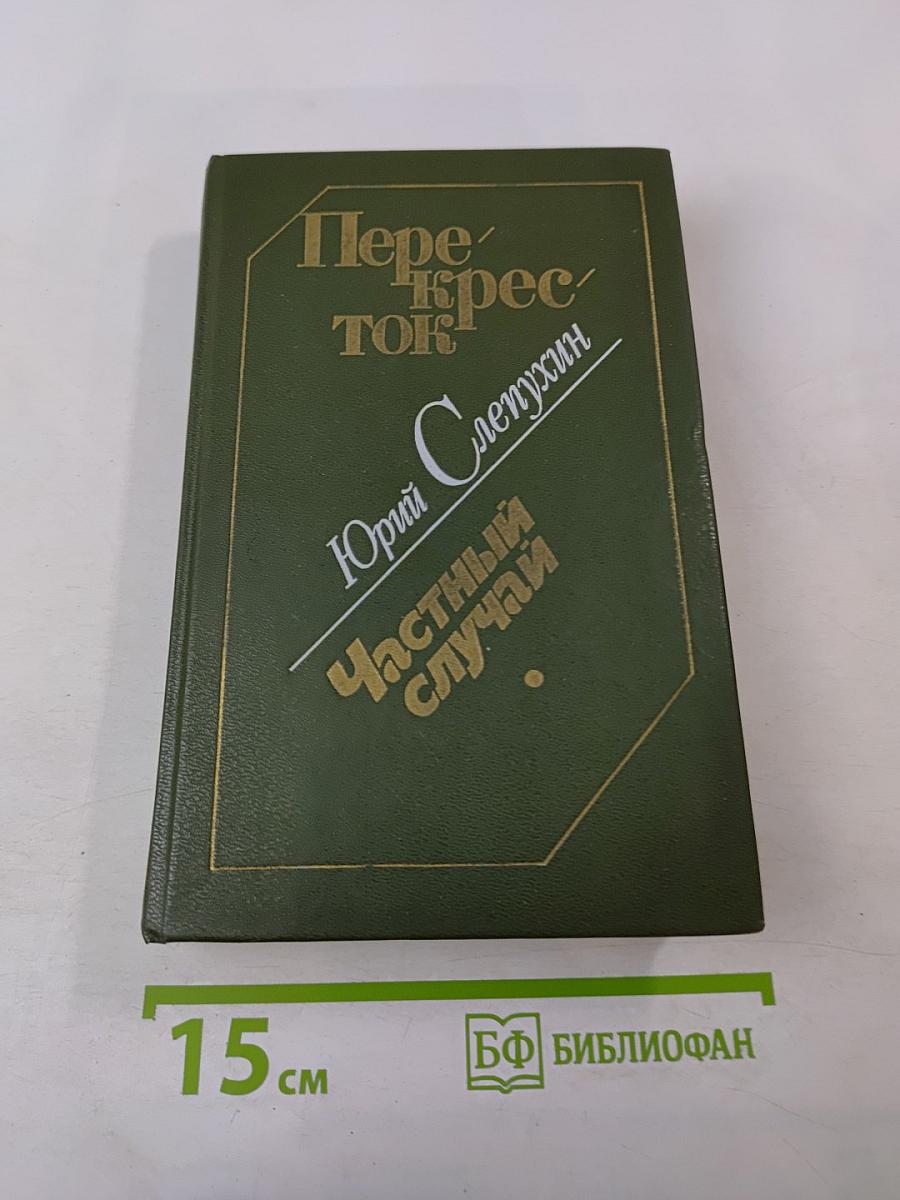 Пере-
крес-
ток
Юрий Слепухин
Частный
случай
15 см
БФ БИБЛИОФАН